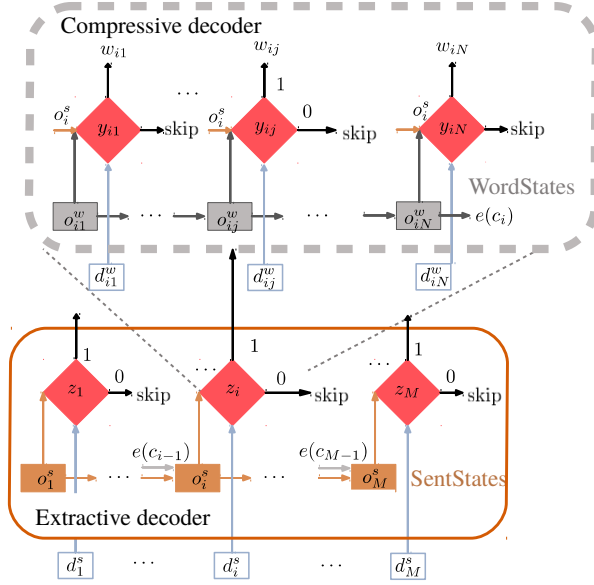 Compressive decoder
w_{i1} w_{ij} w_{iN}
... 1
o_i^s y_{i1} skip o_i^s y_{ij} 0 skip o_i^s y_{iN} skip
WordStates
o_{i1}^w ... o_{ij}^w ... o_{iN}^w e(c_i)
d_{i1}^w d_{ij}^w d_{iN}^w
1 1 1
z_1 0 skip ... z_i 0 skip ... z_M 0 skip
e(c_{i-1}) e(c_{M-1})
o_1^s ... o_i^s ... o_M^s SentStates
Extractive decoder
d_1^s ... d_i^s ... d_M^s